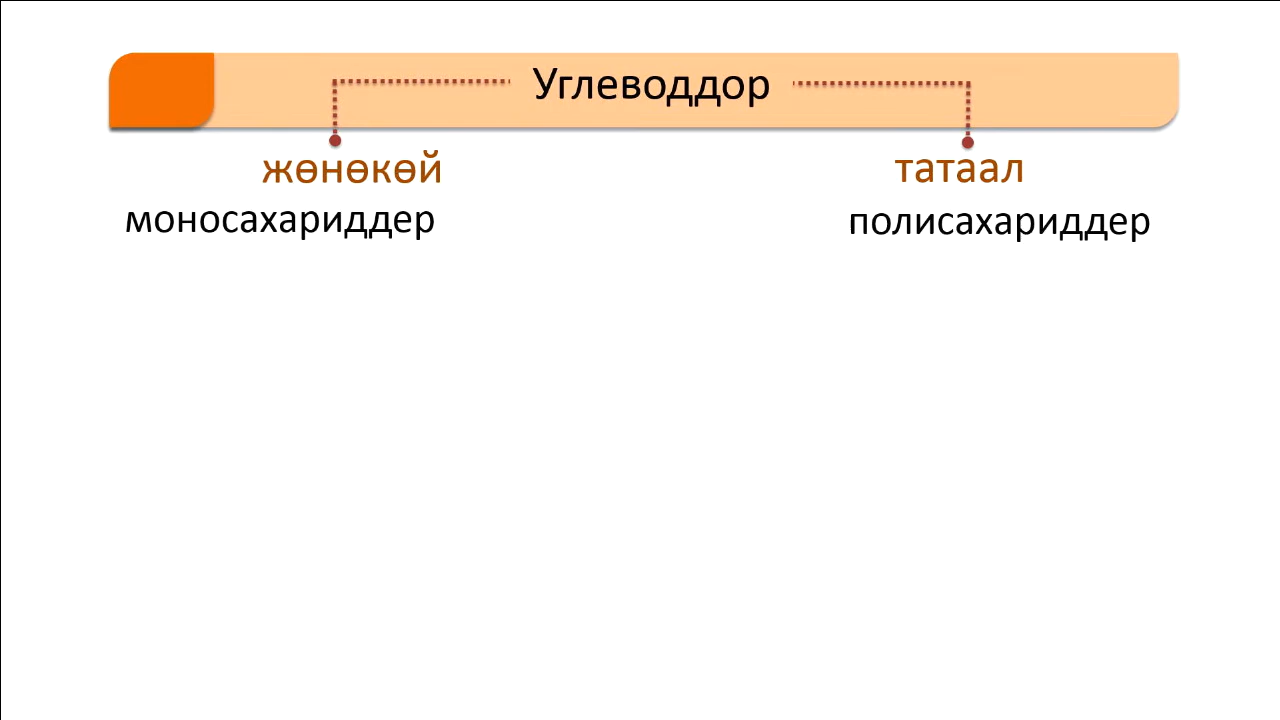 Углеводдор
жөнөкөй
татаал
моносахариддер
полисахариддер